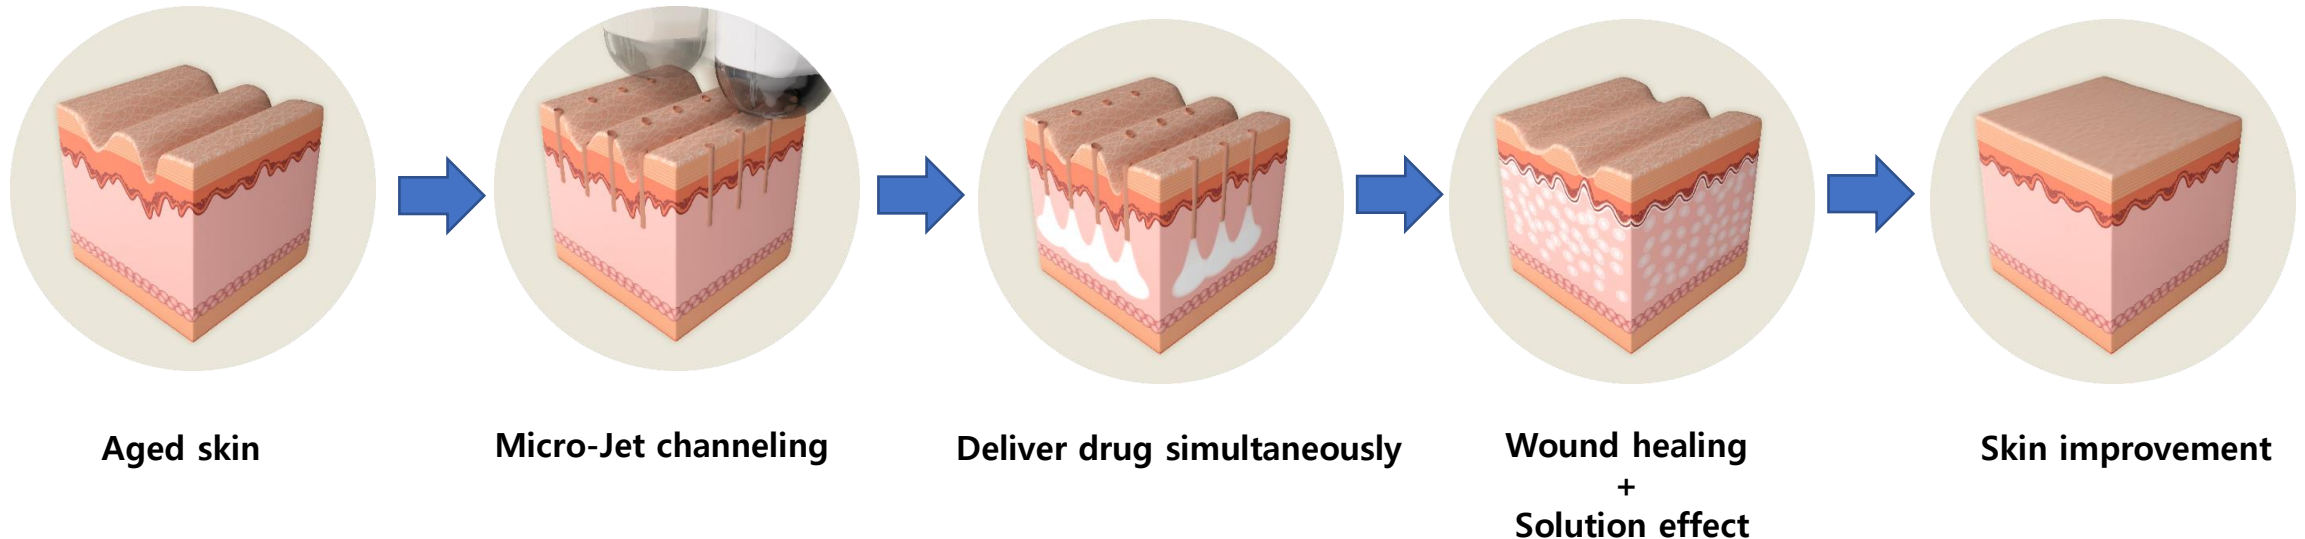 Aged skin
Micro-Jet channeling
Deliver drug simultaneously
Wound healing
+
Solution effect
Skin improvement